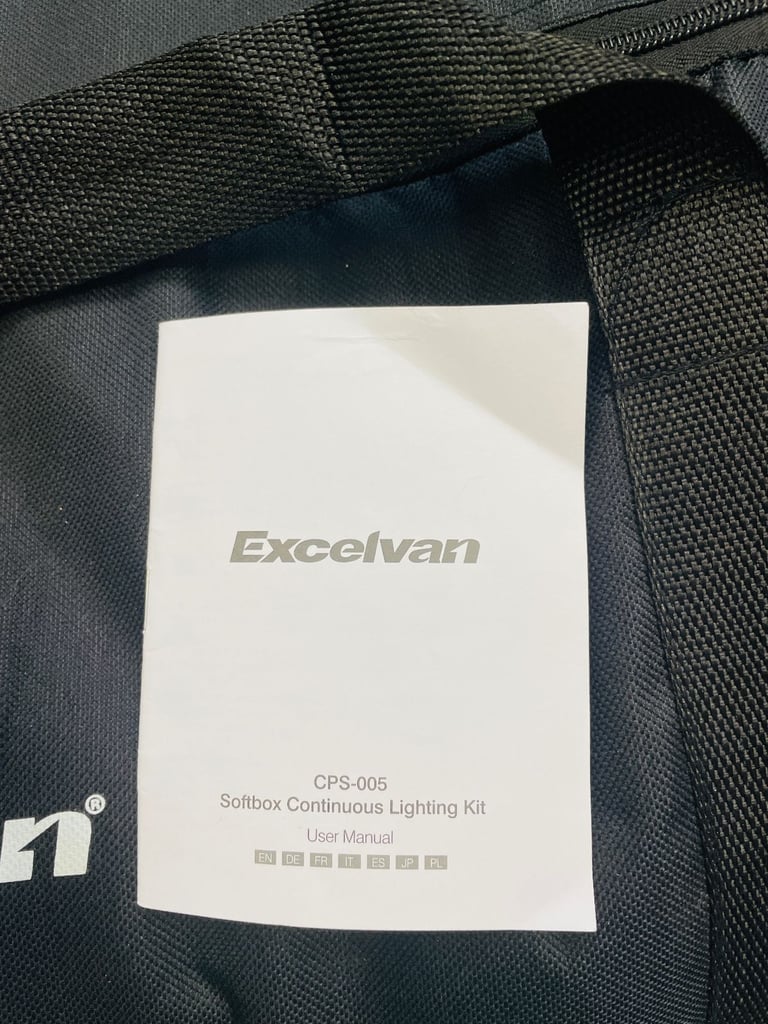 Excelvan
CPS-005
Softbox Continuous Lighting Kit
User Manual
EN DE FR IT ES JP PL
n®